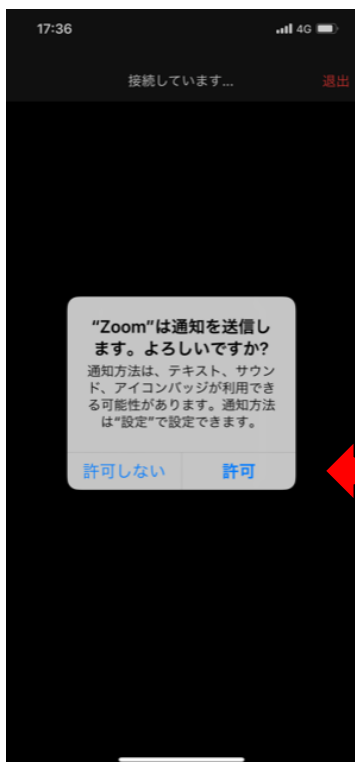 17:36 4G
接続しています... 退出
“Zoom”は通知を送信し
ます。よろしいですか?
通知方法は、テキスト、サウン
ド、アイコンバッジが利用でき
る可能性があります。通知方法
は“設定”で設定できます。
許可しない 許可